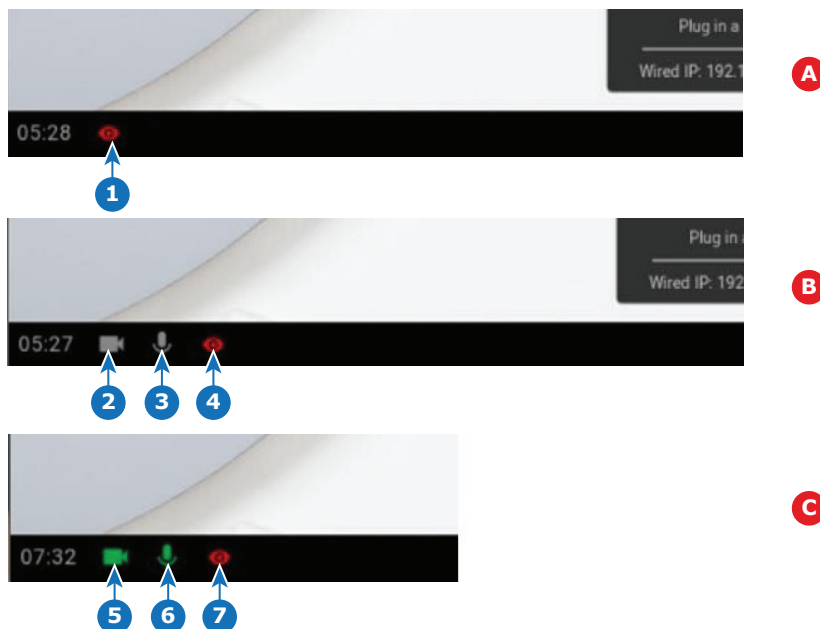 Plug in a
Wired IP: 192.1
A
05:28
1
Plug in
Wired IP: 192
B
05:27
2 3 4
C
07:32
5 6 7